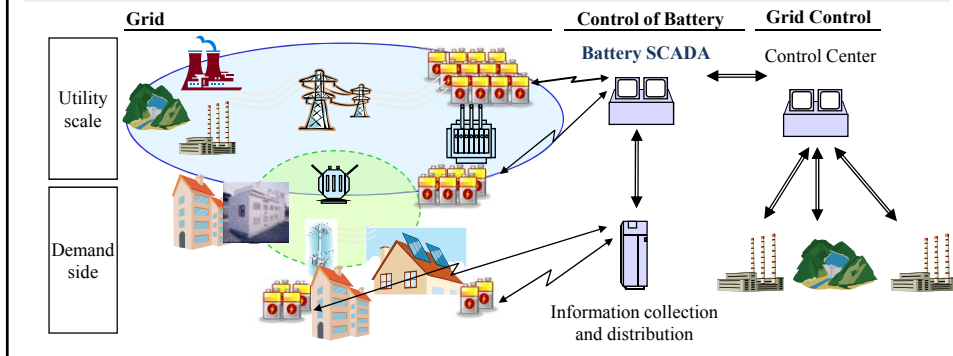 Grid
Control of Battery
Grid Control
Battery SCADA
Control Center
Utility
scale
Demand
side
Information collection
and distribution